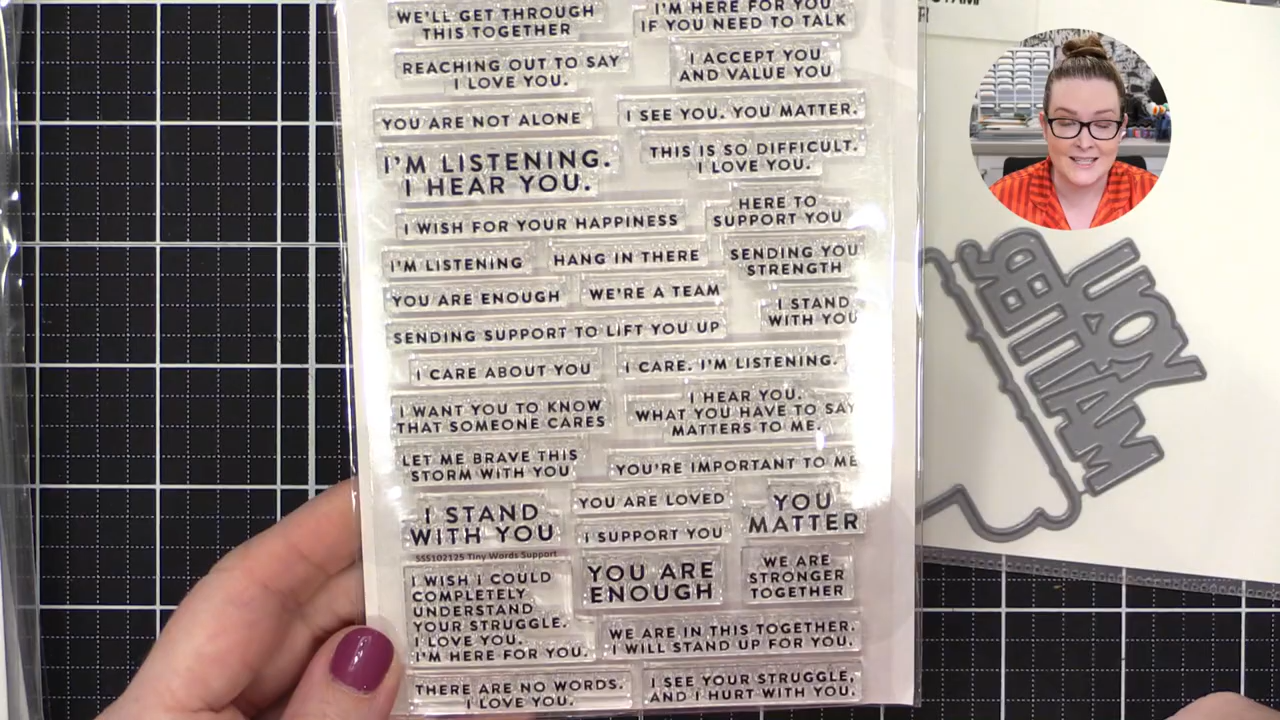 WE'LL GET THROUGH
THIS TOGETHER
I'M HERE FOR YOU
IF YOU NEED TO TALK
REACHING OUT TO SAY
I LOVE YOU.
I ACCEPT YOU
AND VALUE YOU
YOU ARE NOT ALONE
I SEE YOU. YOU MATTER.
I'M LISTENING.
I HEAR YOU.
THIS IS SO DIFFICULT.
I LOVE YOU.
I WISH FOR YOUR HAPPINESS
HERE TO
SUPPORT YOU
I'M LISTENING
HANG IN THERE
SENDING YOU
STRENGTH
YOU ARE ENOUGH
WE'RE A TEAM
I STAND
WITH YOU
SENDING SUPPORT TO LIFT YOU UP
I CARE ABOUT YOU
I CARE. I'M LISTENING.
I WANT YOU TO KNOW
THAT SOMEONE CARES
I HEAR YOU.
WHAT YOU HAVE TO SAY
MATTERS TO ME.
LET ME BRAVE THIS
STORM WITH YOU
YOU'RE IMPORTANT TO ME
I STAND
WITH YOU
YOU ARE LOVED
I SUPPORT YOU
YOU
MATTER
SSS102125 Tiny Words Support
I WISH I COULD
COMPLETELY
UNDERSTAND
YOUR STRUGGLE.
I LOVE YOU.
I'M HERE FOR YOU.
YOU ARE
ENOUGH
WE ARE
STRONGER
TOGETHER
WE ARE IN THIS TOGETHER.
I WILL STAND UP FOR YOU.
THERE ARE NO WORDS.
I LOVE YOU.
I SEE YOUR STRUGGLE,
AND I HURT WITH YOU.
YOU
MATTER